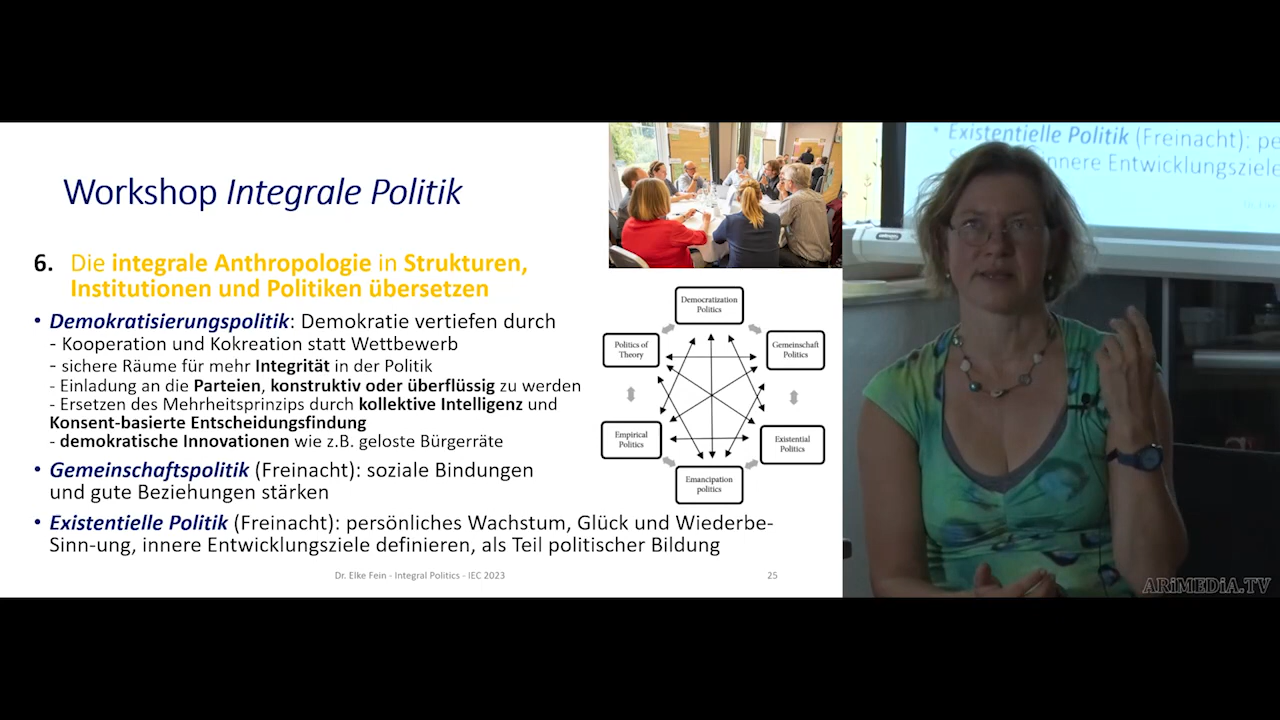 Workshop Integrale Politik
6. Die integrale Anthropologie in Strukturen,
Institutionen und Politiken übersetzen
• Demokratisierungspolitik: Demokratie vertiefen durch
- Kooperation und Kokreation statt Wettbewerb
- sichere Räume für mehr Integrität in der Politik
- Einladung an die Parteien, konstruktiv oder überflüssig zu werden
- Ersetzen des Mehrheitsprinzips durch kollektive Intelligenz und
Konsent-basierte Entscheidungsfindung
- demokratische Innovationen wie z.B. geloste Bürgerräte
• Gemeinschaftspolitik (Freinacht): soziale Bindungen
und gute Beziehungen stärken
• Existentielle Politik (Freinacht): persönliches Wachstum, Glück und Wiederbe-
Sinn-ung, innere Entwicklungsziele definieren, als Teil politischer Bildung
Dr. Elke Fein - Integral Politics - IEC 2023
25
Democratization
Politics
Politics of
Theory
Gemeinschaft
Politics
Empirical
Politics
Existential
Politics
Emancipation
politics
• Existentielle Politik (Freinacht): pe
innere Entwicklungsziele
ARiMEDiA.TV